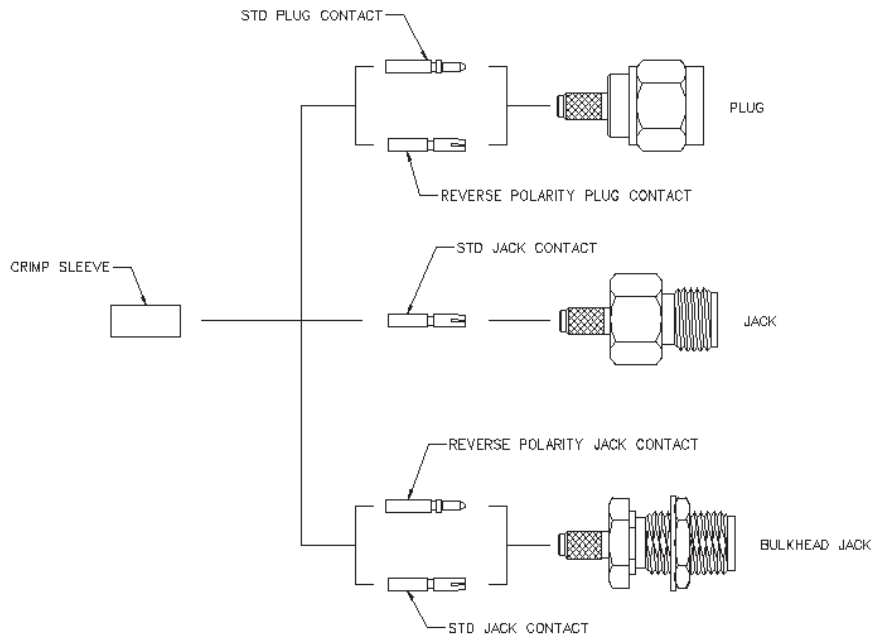 STD PLUG CONTACT
PLUG
REVERSE POLARITY PLUG CONTACT
STD JACK CONTACT
CRIMP SLEEVE
JACK
REVERSE POLARITY JACK CONTACT
BULKHEAD JACK
STD JACK CONTACT